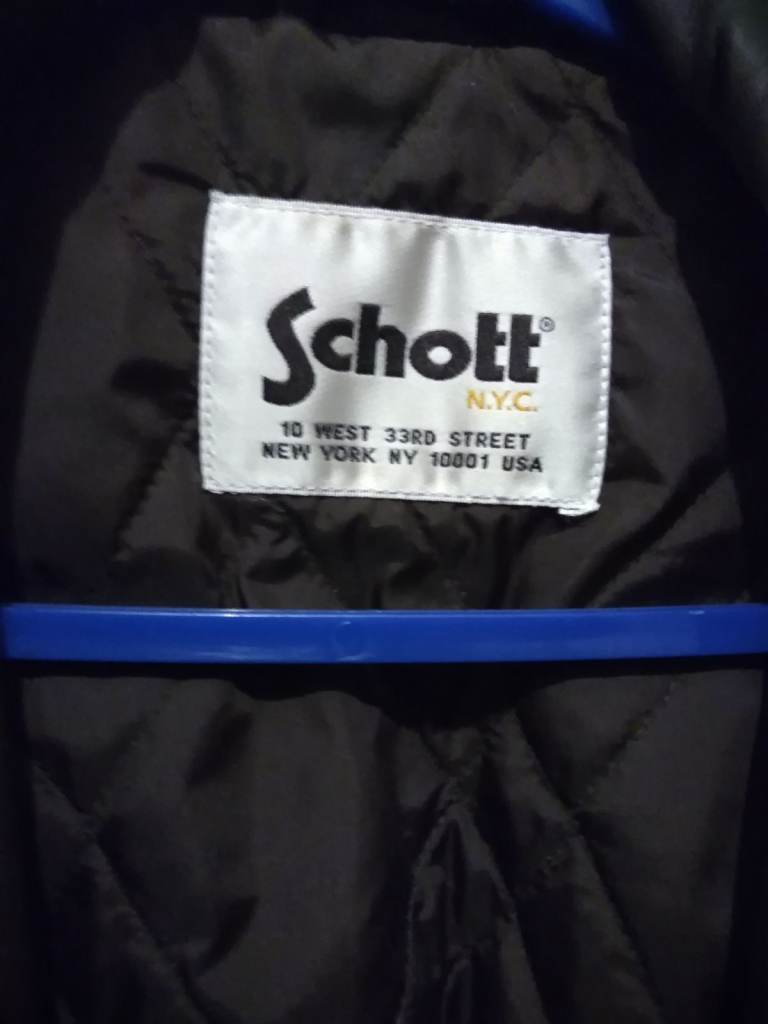 Schott®
N.Y.C.
10 WEST 33RD STREET
NEW YORK NY 10001 USA